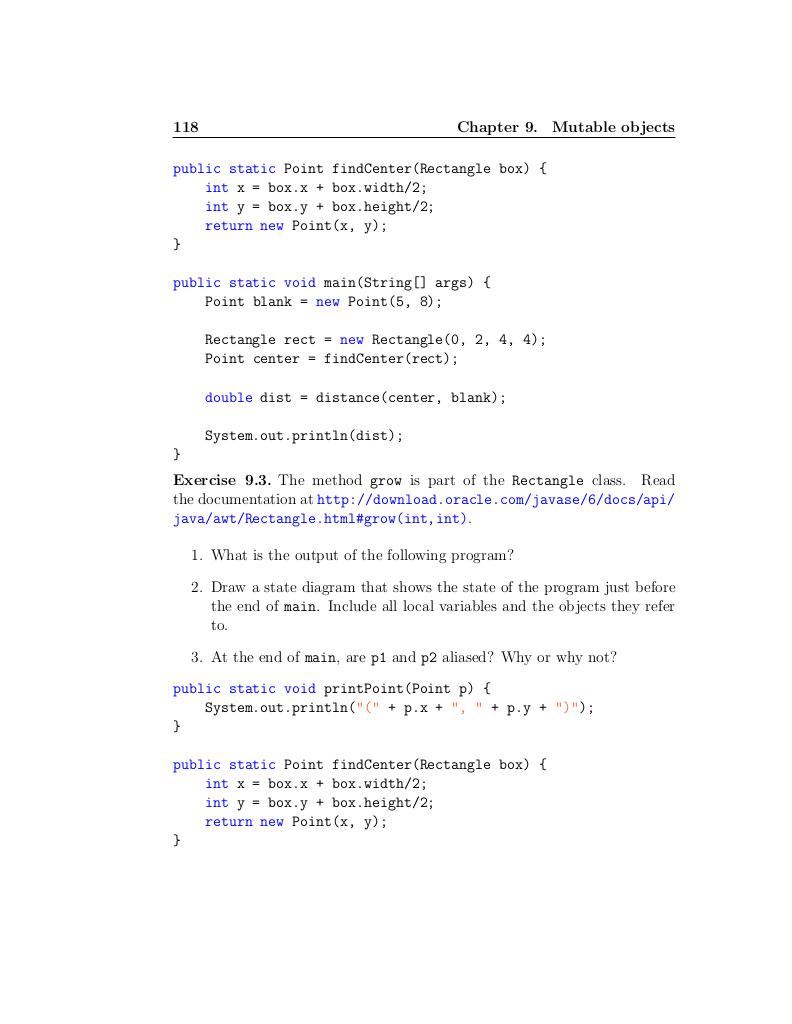 118 Chapter 9. Mutable objects
public static Point findCenter(Rectangle box) {
    int x = box.x + box.width/2;
    int y = box.y + box.height/2;
    return new Point(x, y);
}
public static void main(String[] args) {
    Point blank = new Point(5, 8);
    Rectangle rect = new Rectangle(0, 2, 4, 4);
    Point center = findCenter(rect);
    double dist = distance(center, blank);
    System.out.println(dist);
}
Exercise 9.3. The method grow is part of the Rectangle class. Read
the documentation at http://download.oracle.com/javase/6/docs/api/
java/awt/Rectangle.html#grow(int,int).
1. What is the output of the following program?
2. Draw a state diagram that shows the state of the program just before
the end of main. Include all local variables and the objects they refer
to.
3. At the end of main, are p1 and p2 aliased? Why or why not?
public static void printPoint(Point p) {
    System.out.println("(" + p.x + ", " + p.y + ")");
}
public static Point findCenter(Rectangle box) {
    int x = box.x + box.width/2;
    int y = box.y + box.height/2;
    return new Point(x, y);
}